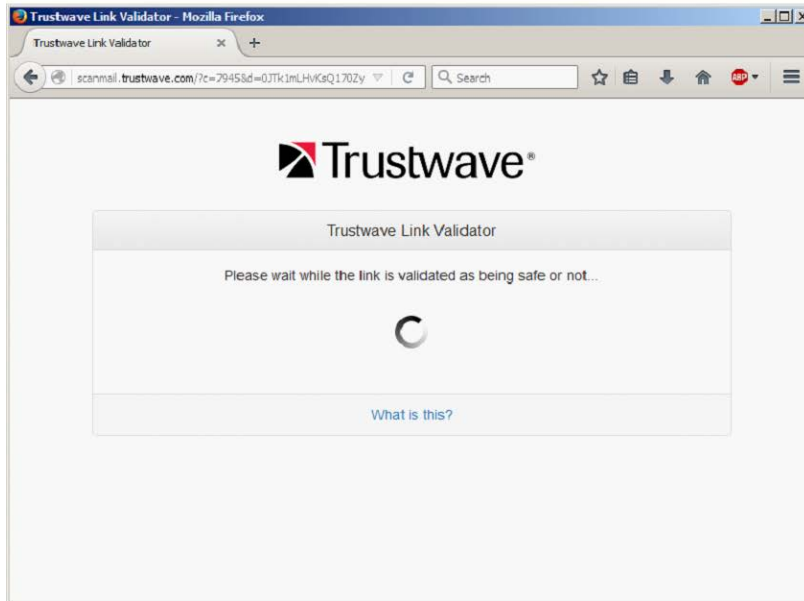 Trustwave Link Validator - Mozilla Firefox
Trustwave Link Validator
scanmail.trustwave.com/?c=7945&d=0JTk1mLHvKsQ170Zy
Search
ABP
Trustwave®
Trustwave Link Validator
Please wait while the link is validated as being safe or not...
What is this?